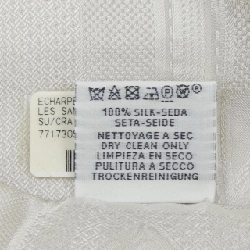 ECHARPE
LES SAN
SU/CRA
771730S
100% SILK-SEDA
SETA-SEIDE
NETTOYAGE A SEC
DRY CLEAN ONLY
LIMPIEZA EN SECO
PULITURA A SECCO
TROCKENREINIGUNG